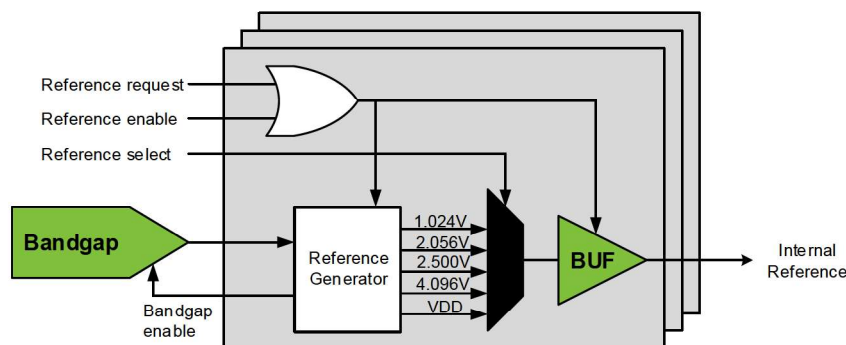 Reference request
Reference enable
Reference select
Bandgap
Bandgap
enable
Reference
Generator
1.024V
2.056V
2.500V
4.096V
VDD
BUF
Internal
Reference